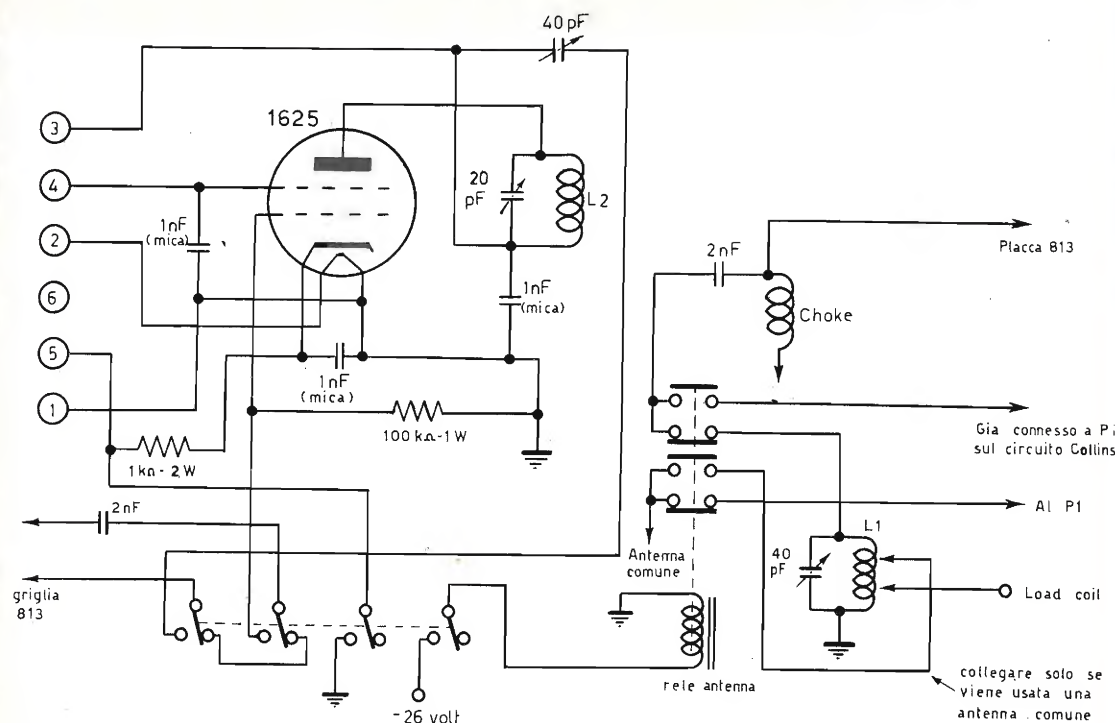 40 pF
3
1625
4
20
pF
L2
1nF
(mica)
2
2nF
Placca 813
6
1nF
(mica)
Choke
5
1nF
(mica)
1
100 kΩ-1W
Gia connesso a Pi
sul circuito Collins
1kΩ-2W
Al P1
2nF
L1
Antenna
comune
40
pF
griglia
813
Load coil
rele antenna
-26 volt
collegare solo se
viene usata una
antenna comune